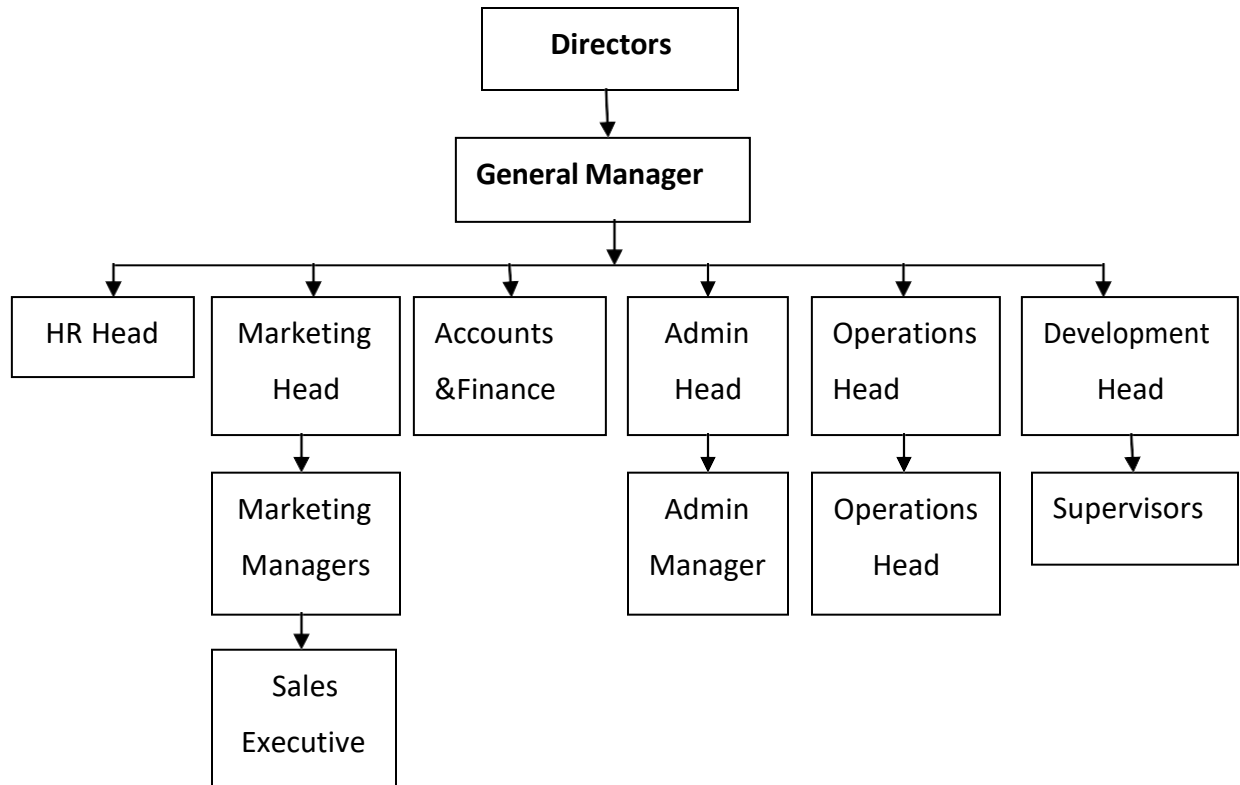 Directors
General Manager
HR Head
Marketing
Head
Accounts
&Finance
Admin
Head
Operations
Head
Development
Head
Marketing
Managers
Admin
Manager
Operations
Head
Supervisors
Sales
Executive